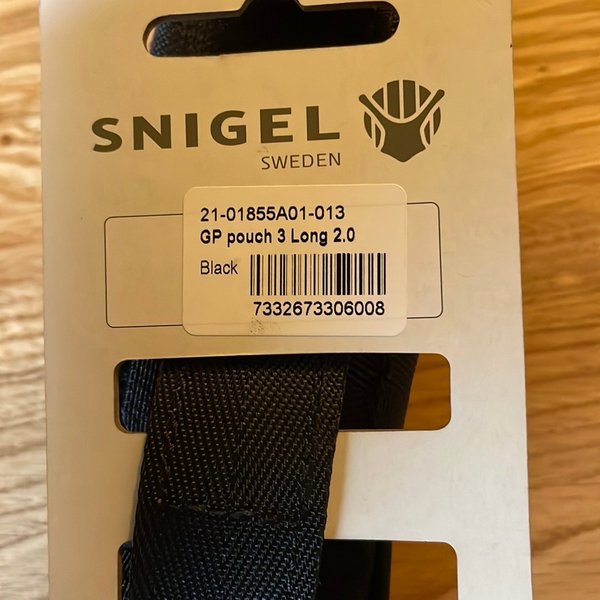 SNIGEL
SWEDEN
21-01855A01-013
GP pouch 3 Long 2.0
Black
7332673306008